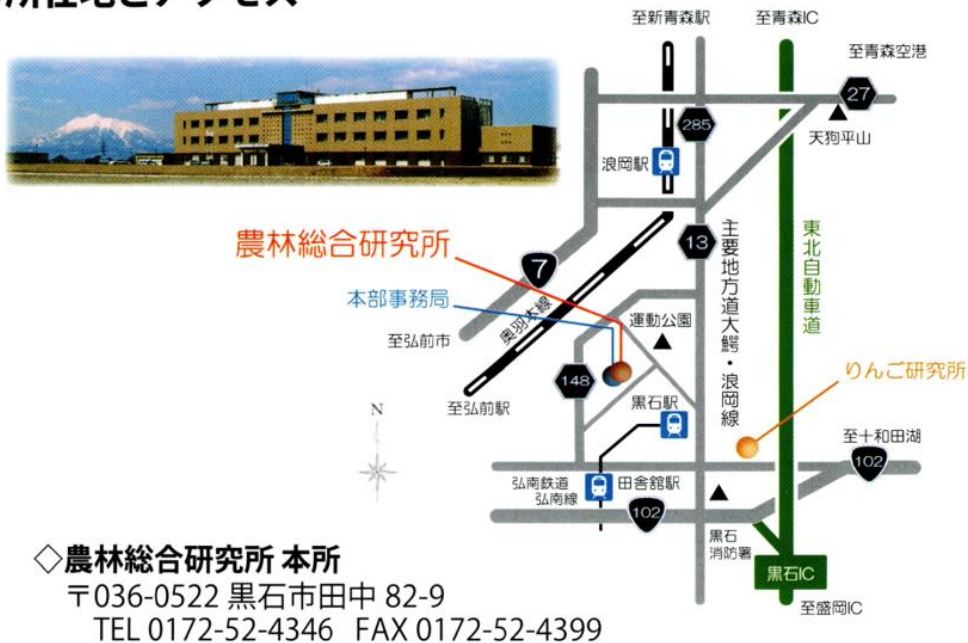 所在地とアクセス
至新青森駅
至青森IC
至青森空港
27
285
天狗平山
浪岡駅
農林総合研究所
13
主要地方道大鰐・浪岡線
東北自動車道
7
本部事務局
奥羽本線
運動公園
至弘前市
148
りんご研究所
至弘前駅
黒石駅
N
至十和田湖
102
弘南鉄道
弘南線
田舎館駅
102
黒石
消防署
黒石IC
至盛岡IC
◇農林総合研究所 本所
〒036-0522 黒石市田中 82-9
TEL 0172-52-4346 FAX 0172-52-4399